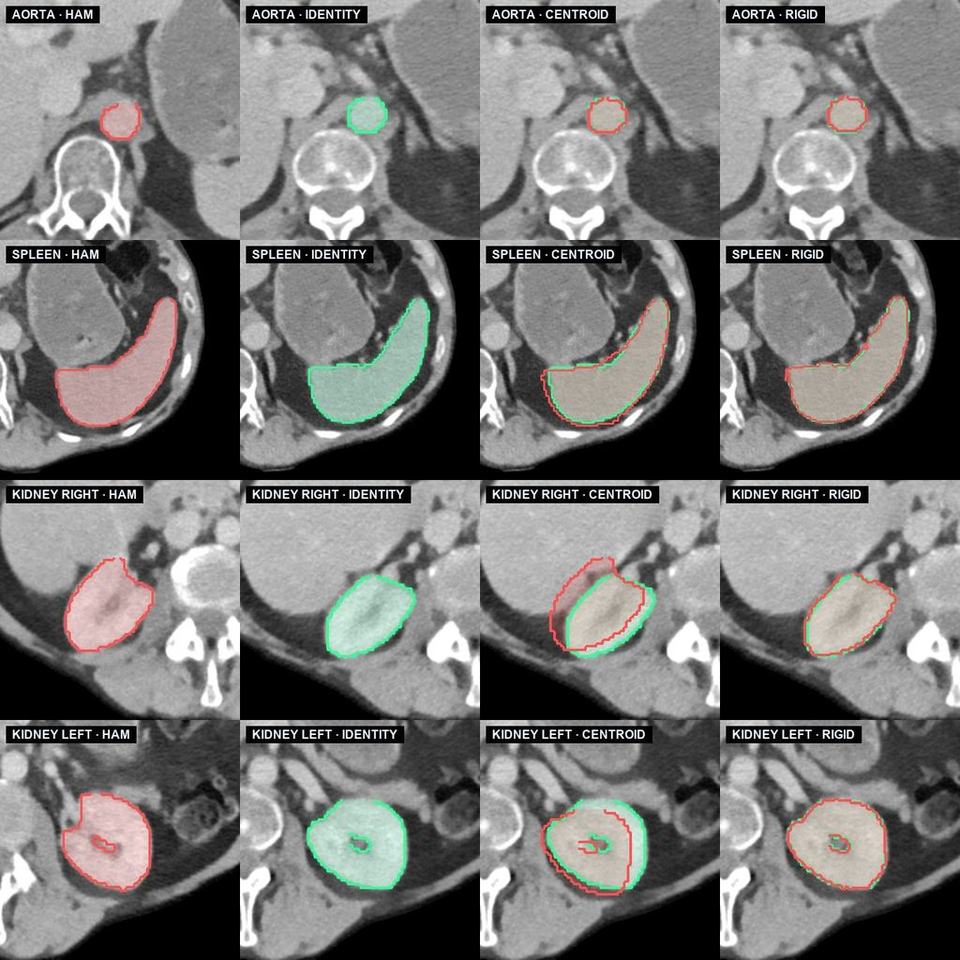 AORTA · HAM
AORTA · IDENTITY
AORTA · CENTROID
AORTA · RIGID
SPLEEN · HAM
SPLEEN · IDENTITY
SPLEEN · CENTROID
SPLEEN · RIGID
KIDNEY RIGHT · HAM
KIDNEY RIGHT · IDENTITY
KIDNEY RIGHT · CENTROID
KIDNEY RIGHT · RIGID
KIDNEY LEFT · HAM
KIDNEY LEFT · IDENTITY
KIDNEY LEFT · CENTROID
KIDNEY LEFT · RIGID